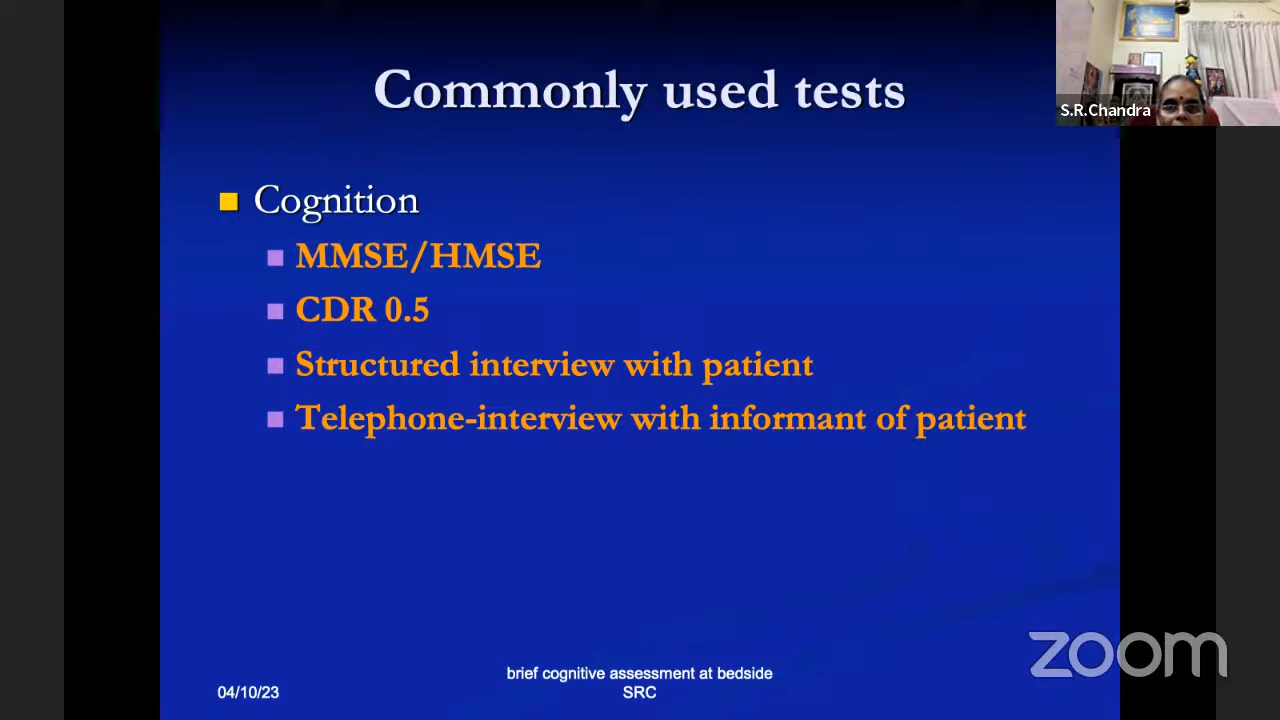 Commonly used tests
S.R.Chandra
Cognition
MMSE/HMSE
CDR 0.5
Structured interview with patient
Telephone-interview with informant of patient
zoom
brief cognitive assessment at bedside
04/10/23
SRC